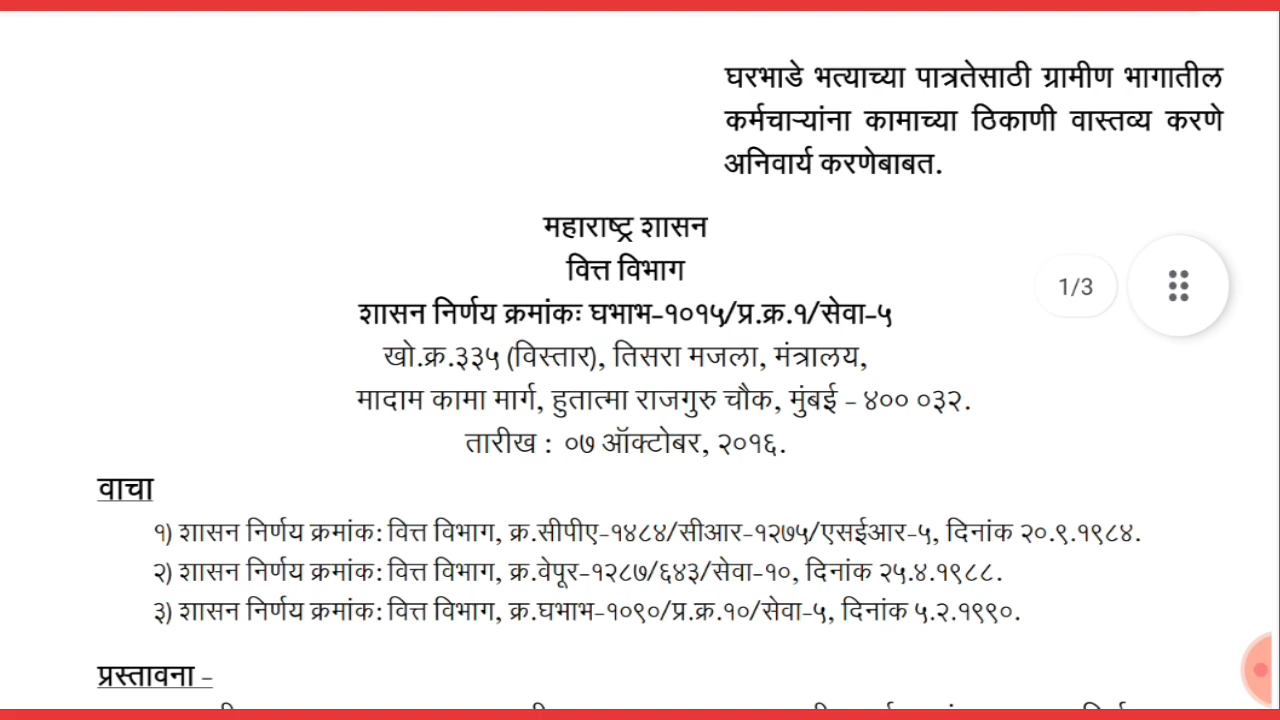 घरभाडे भत्याच्या पात्रतेसाठी ग्रामीण भागातील
कर्मचाऱ्यांना कामाच्या ठिकाणी वास्तव्य करणे
अनिवार्य करणेबाबत.
महाराष्ट्र शासन
वित्त विभाग
शासन निर्णय क्रमांकः घभाभ-१०१५/प्र.क्र.१/सेवा-५
1/3
खो.क्र.३३५ (विस्तार), तिसरा मजला, मंत्रालय,
मादाम कामा मार्ग, हुतात्मा राजगुरु चौक, मुंबई - ४०० ०३२.
तारीख : ०७ ऑक्टोबर, २०१६.
वाचा
१) शासन निर्णय क्रमांक: वित्त विभाग, क्र.सीपीए-१४८४/सीआर-१२७५/एसईआर-५, दिनांक २०.९.१९८४.
२) शासन निर्णय क्रमांक: वित्त विभाग, क्र.वेपूर-१२८७/६४३/सेवा-१०, दिनांक २५.४.१९८८.
३) शासन निर्णय क्रमांक: वित्त विभाग, क्र.घभाभ-१०९०/प्र.क्र.१०/सेवा-५, दिनांक ५.२.१९९०.
प्रस्तावना -